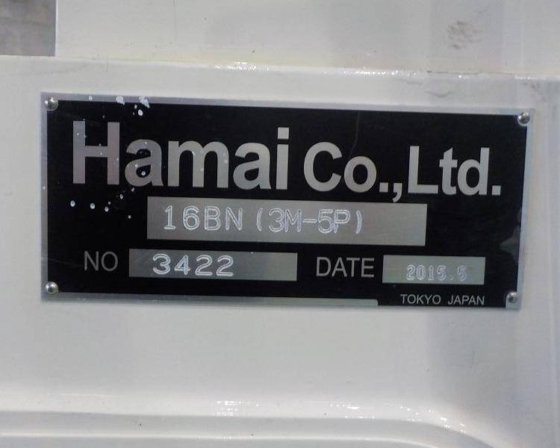 Hamai Co.,Ltd.
16BN (3M-5P)
NO 3422 DATE 2015.5
TOKYO JAPAN